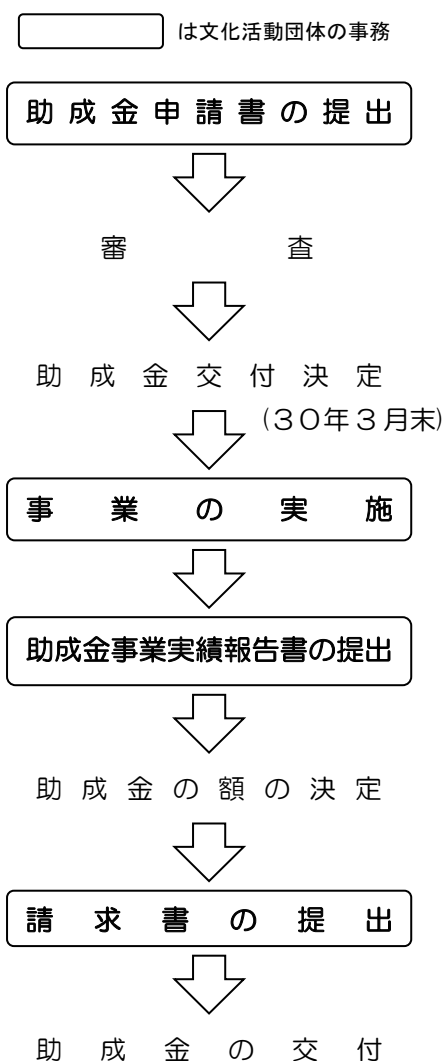 は文化活動団体の事務
助成金申請書の提出
審査
助成金交付決定
(30年3月末)
事業の実施
助成金事業実績報告書の提出
助成金の額の決定
請求書の提出
助成金の交付